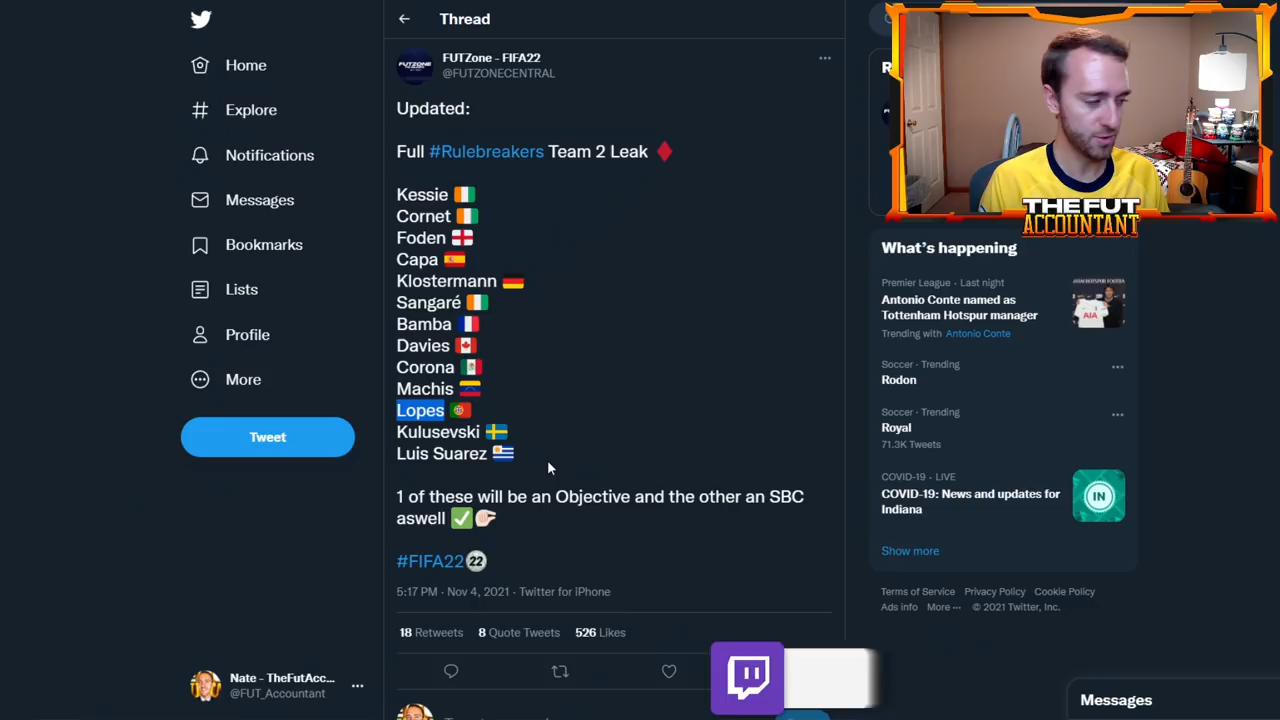 Thread
FUTZone - FIFA22
@FUTZONECENTRAL
Updated:
Full #Rulebreakers Team 2 Leak
Kessie
Cornet
Foden
Capa
Klostermann
Sangaré
Bamba
Davies
Corona
Machis
Lopes
Kulusevski
Luis Suarez
1 of these will be an Objective and the other an SBC
aswell
#FIFA22
5:17 PM · Nov 4, 2021 · Twitter for iPhone
18 Retweets 8 Quote Tweets 526 Likes
Home
Explore
Notifications
Messages
Bookmarks
Lists
Profile
More
Tweet
Nate - TheFutAcc...
@FUT_Accountant
THE FUT
ACCOUNTANT
What's happening
Premier League · Last night
Antonio Conte named as
Tottenham Hotspur manager
Trending with Antonio Conte
AIA
Soccer · Trending
Rodon
Soccer · Trending
Royal
71.3K Tweets
COVID-19 · LIVE
COVID-19: News and updates for
Indiana
IN
Show more
Terms of Service Privacy Policy Cookie Policy
Ads info More ··· © 2021 Twitter, Inc.
Messages